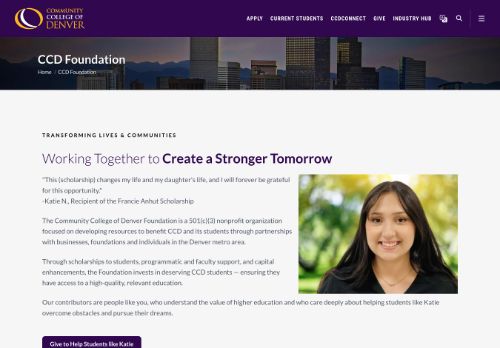 COMMUNITY
COLLEGE OF
DENVER
APPLY CURRENT STUDENTS CCDCONNECT GIVE INDUSTRY HUB
CCD Foundation
Home / CCD Foundation
TRANSFORMING LIVES & COMMUNITIES
Working Together to Create a Stronger Tomorrow
"This (scholarship) changes my life and my daughter's life, and I will forever be grateful
for this opportunity."
-Katie N., Recipient of the Francie Anhut Scholarship
The Community College of Denver Foundation is a 501(c)(3) nonprofit organization
focused on developing resources to benefit CCD and its students through partnerships
with businesses, foundations and individuals in the Denver metro area.
Through scholarships to students, programmatic and faculty support, and capital
enhancements, the Foundation invests in deserving CCD students — ensuring they
have access to a high-quality, relevant education.
Our contributors are people like you, who understand the value of higher education and who care deeply about helping students like Katie
overcome obstacles and pursue their dreams.
Give to Help Students like Katie